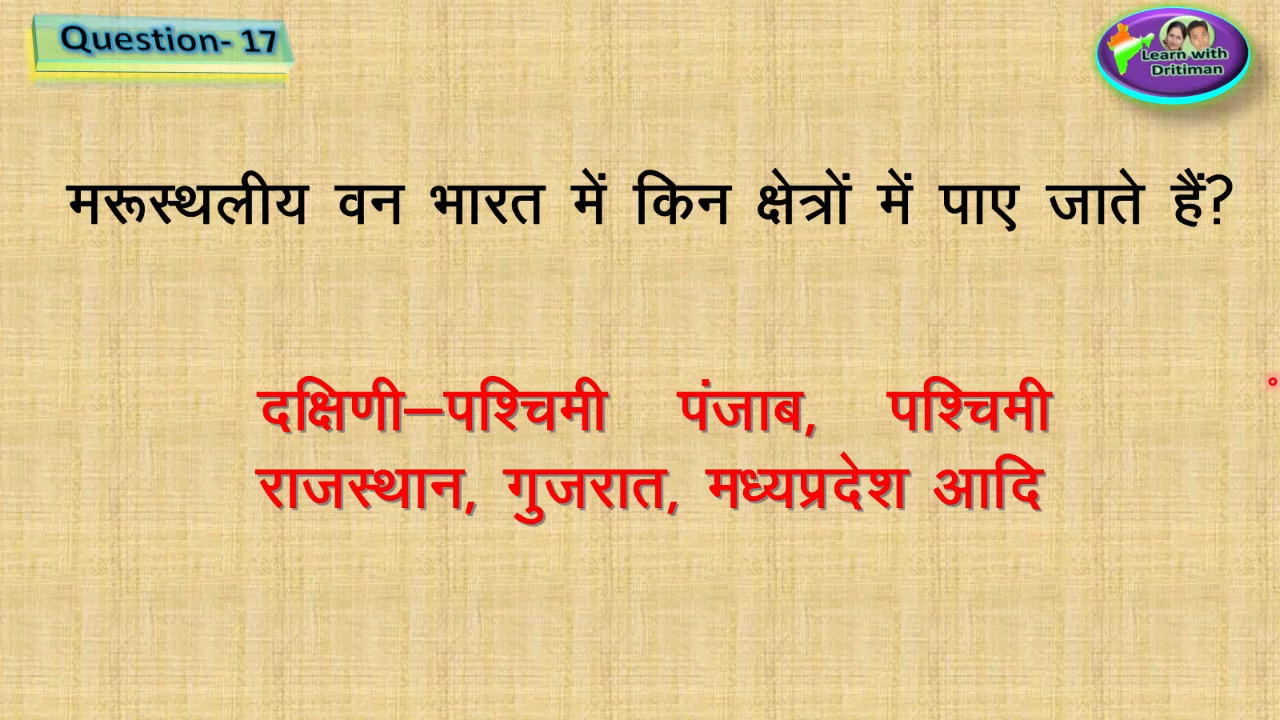 Question- 17
Learn with
Dritiman
मरूस्थलीय वन भारत में किन क्षेत्रों में पाए जाते हैं?
दक्षिणी–पश्चिमी पंजाब, पश्चिमी
राजस्थान, गुजरात, मध्यप्रदेश आदि